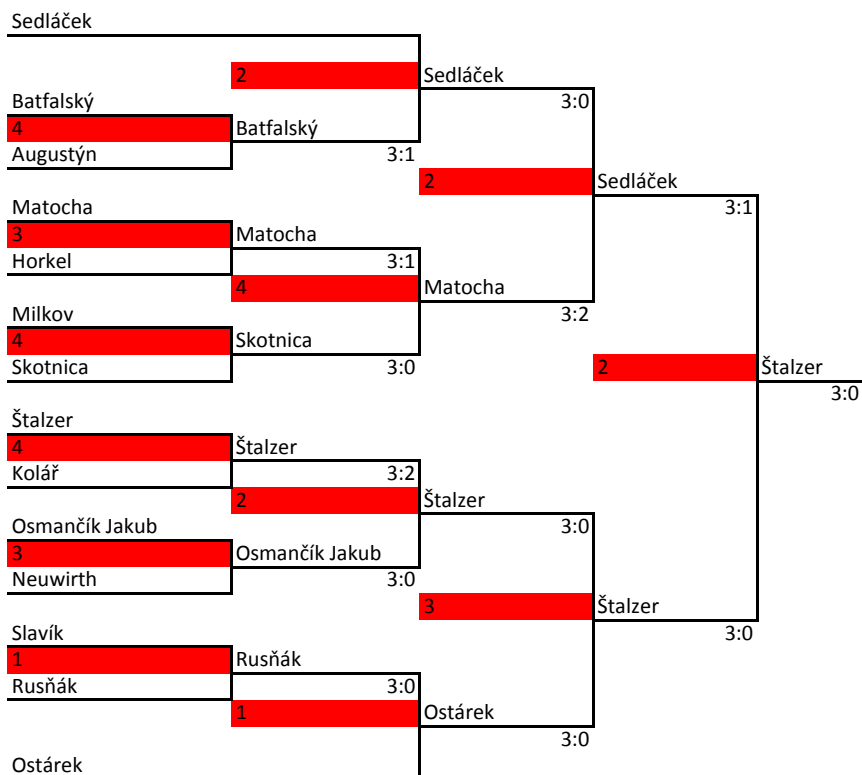 Sedláček
2 Sedláček
Batfalský 3:0
4 Batfalský
Augustýn 3:1
2 Sedláček
Matocha 3:1
3 Matocha
Horkel 3:1
4 Matocha
Milkov 3:2
4 Skotnica
Skotnica 3:0
2 Štalzer
3:0
Štalzer
4 Štalzer
Kolář 3:2
2 Štalzer
Osmančík Jakub 3:0
3 Osmančík Jakub
Neuwirth 3:0
3 Štalzer
Slavík 3:0
1 Rusňák
Rusňák 3:0
1 Ostárek
3:0
Ostárek